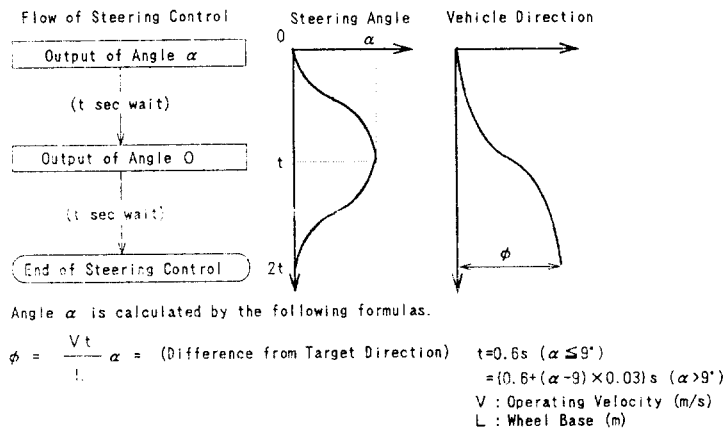 Flow of Steering Control
Output of Angle α
(t sec wait)
Output of Angle 0
(t sec wait)
End of Steering Control
Steering Angle
0
α
t
2t
Vehicle Direction
φ
Angle α is calculated by the following formulas.
φ = Vt/L α = (Difference from Target Direction)
t=0.6s (α≦9°)
={0.6+(α-9)×0.03}s (α>9°)
V : Operating Velocity (m/s)
L : Wheel Base (m)